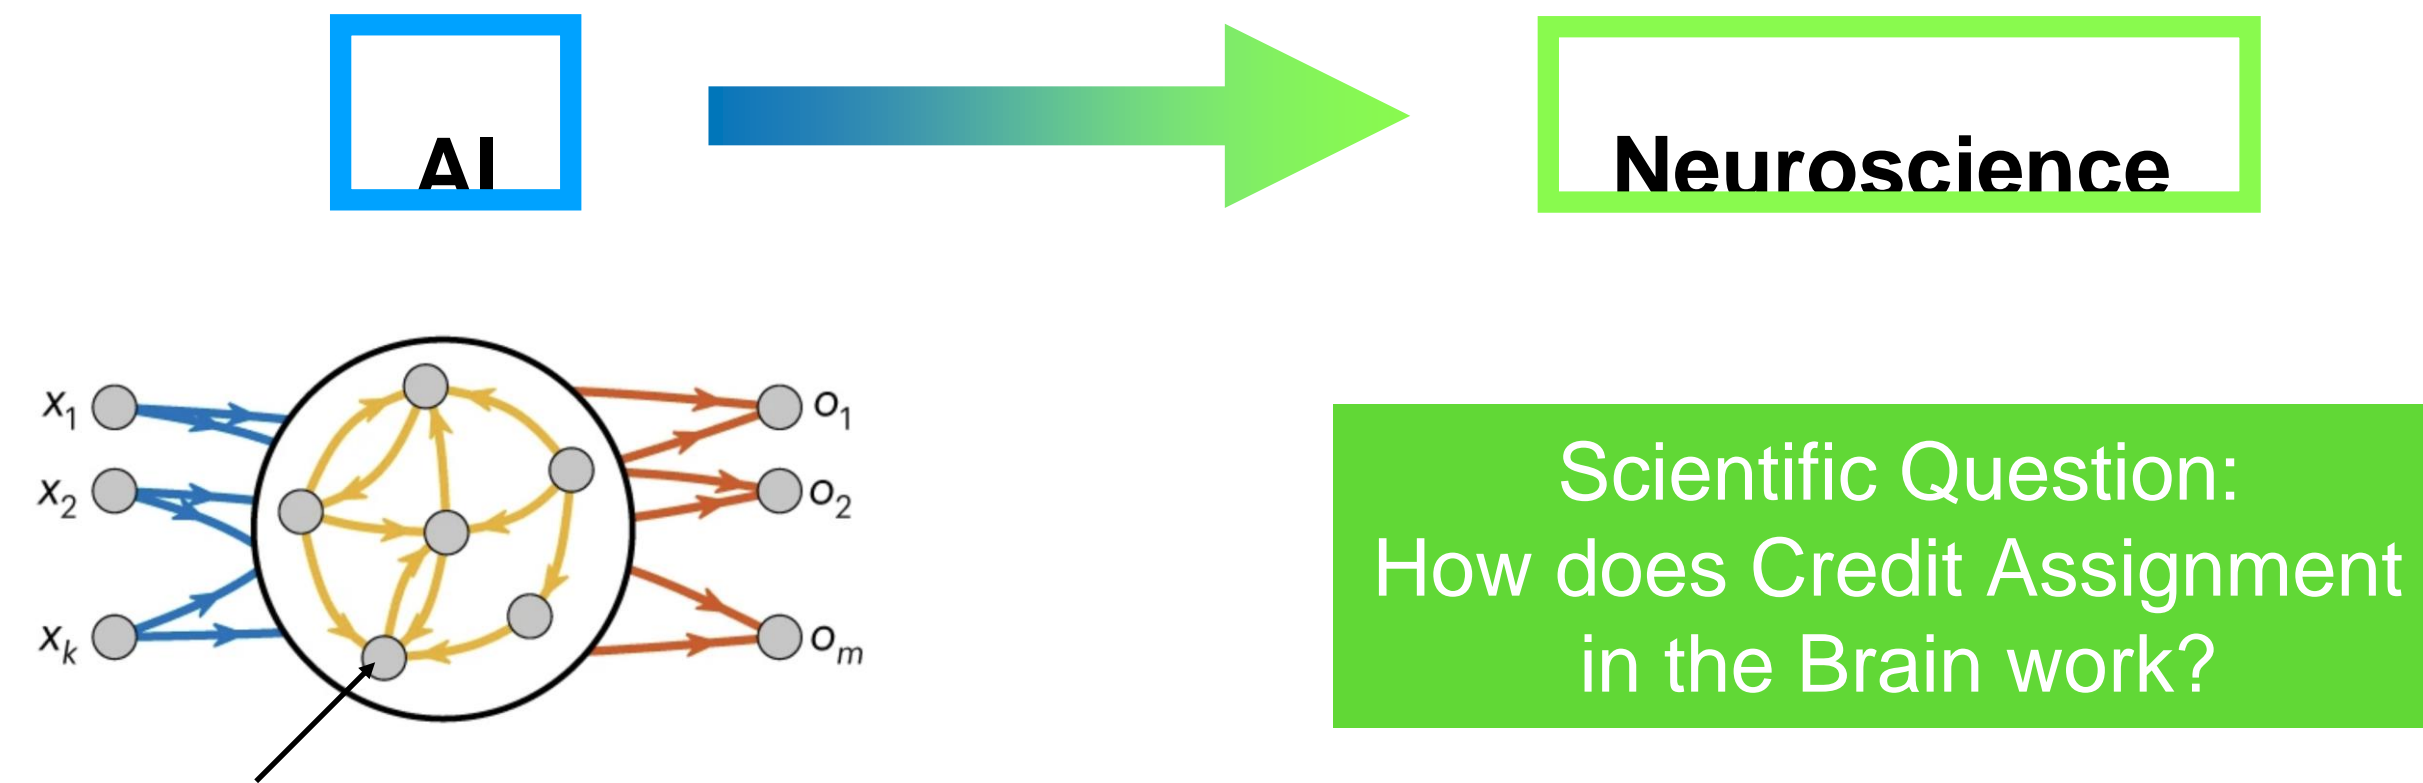 AI
Neuroscience
x1
x2
xk
o1
o2
om
Scientific Question:
How does Credit Assignment
in the Brain work?